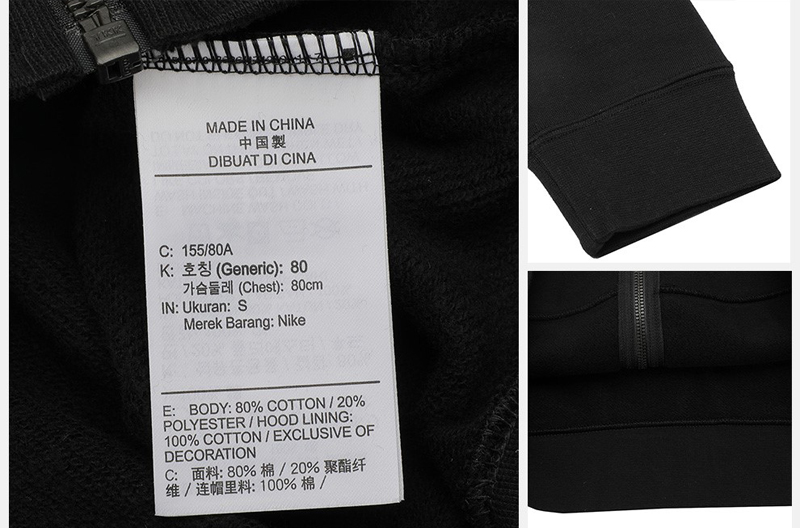 MADE IN CHINA
中国製
DIBUAT DI CINA
C: 155/80A
K: 호칭 (Generic): 80
가슴둘레 (Chest): 80cm
IN: Ukuran: S
Merek Barang: Nike
E: BODY: 80% COTTON / 20%
POLYESTER / HOOD LINING:
100% COTTON / EXCLUSIVE OF
DECORATION
C: 面料: 80% 棉 / 20% 聚酯纤
维 / 连帽里料: 100% 棉 /